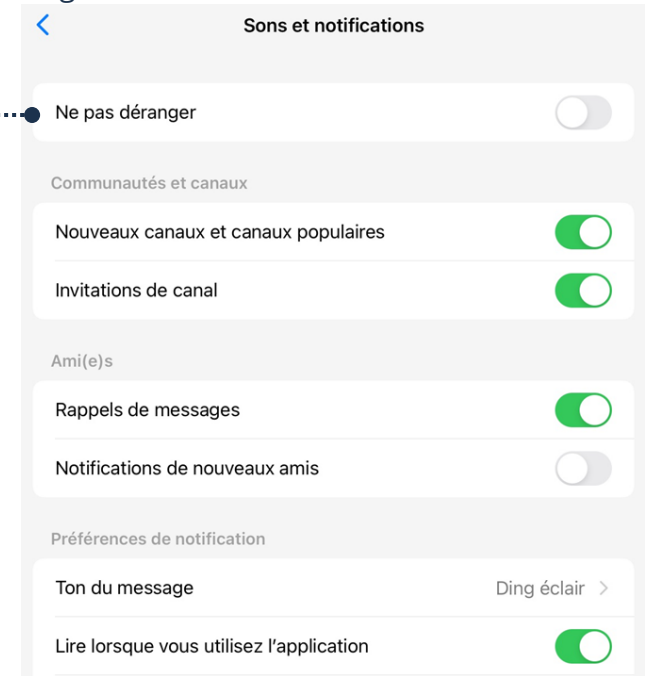 Sons et notifications
Ne pas déranger
Communautés et canaux
Nouveaux canaux et canaux populaires
Invitations de canal
Ami(e)s
Rappels de messages
Notifications de nouveaux amis
Préférences de notification
Ton du message Ding éclair
Lire lorsque vous utilisez l'application